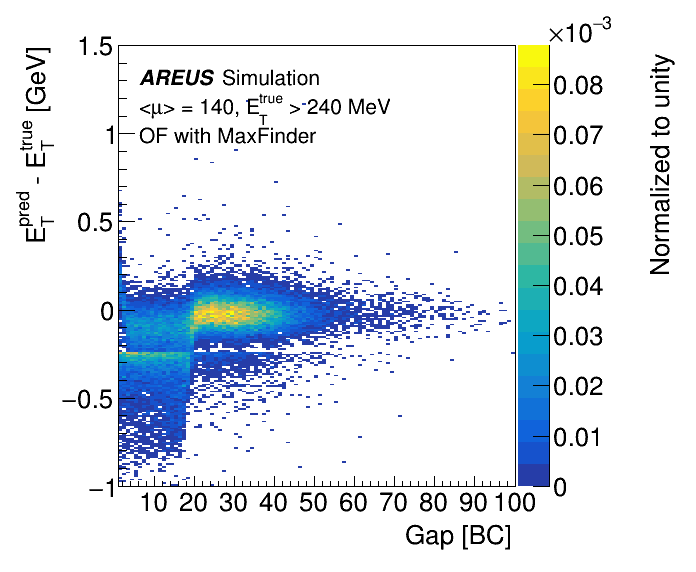 ×10⁻³
AREUS Simulation
<μ> = 140, E_T^true > 240 MeV
OF with MaxFinder
E_T^pred - E_T^true [GeV]
1.5
1
0.5
0
−0.5
−1
10 20 30 40 50 60 70 80 90 100
Gap [BC]
0.08
0.07
0.06
0.05
0.04
0.03
0.02
0.01
0
Normalized to unity